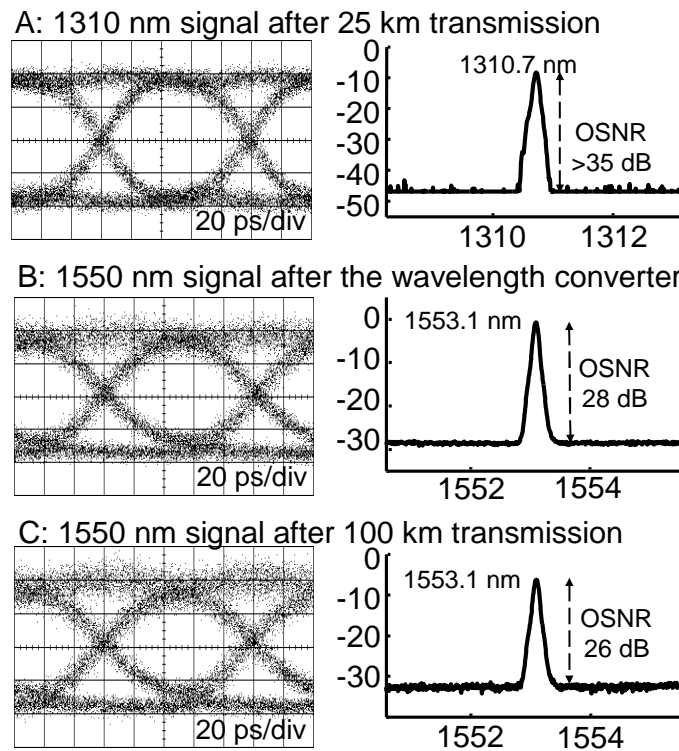 A: 1310 nm signal after 25 km transmission
20 ps/div
0
-10
-20
-30
-40
-50
1310.7 nm
OSNR
>35 dB
1310 1312
B: 1550 nm signal after the wavelength converter
20 ps/div
0
-10
-20
-30
1553.1 nm
OSNR
28 dB
1552 1554
C: 1550 nm signal after 100 km transmission
20 ps/div
0
-10
-20
-30
1553.1 nm
OSNR
26 dB
1552 1554